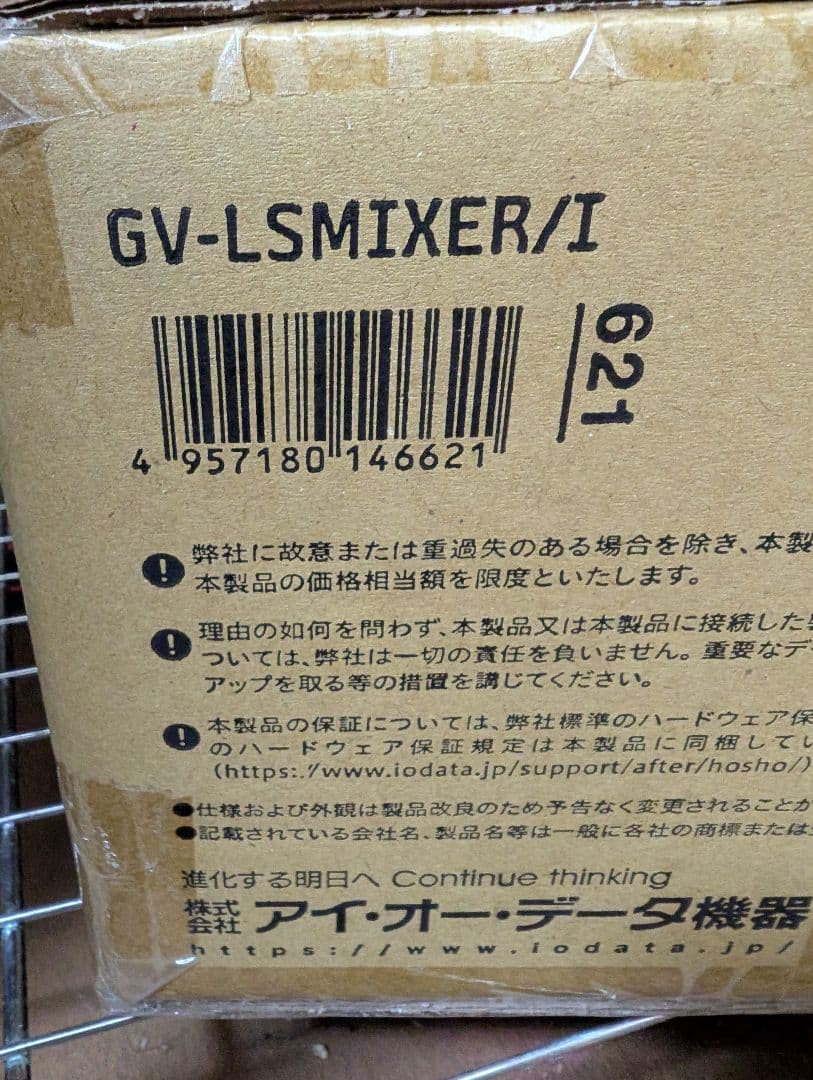 GV-LSMIXER/I
621
4 957180 146621
弊社に故意または重過失のある場合を除き、本製
本製品の価格相当額を限度といたします。
理由の如何を問わず、本製品又は本製品に接続した
ついては、弊社は一切の責任を負いません。重要なデ
アップを取る等の措置を講じてください。
本製品の保証については、弊社標準のハードウェア保
のハードウェア保証規定は本製品に同梱してい
(https://www.iodata.jp/support/after/hosho/)
●仕様および外観は製品改良のため予告なく変更されることが
●記載されている会社名、製品名等は一般に各社の商標または
進化する明日へ Continue thinking
株式会社 アイ・オー・データ機器
https://www.iodata.jp/